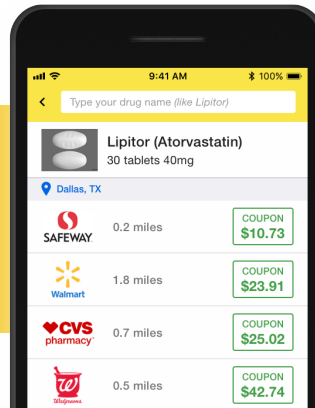 9:41 AM
100%
Type your drug name (like Lipitor)
Lipitor (Atorvastatin)
30 tablets 40mg
Dallas, TX
SAFEWAY
0.2 miles
COUPON
$10.73
Walmart
1.8 miles
COUPON
$23.91
CVS
pharmacy
0.7 miles
COUPON
$25.02
W
Walgreens
0.5 miles
COUPON
$42.74